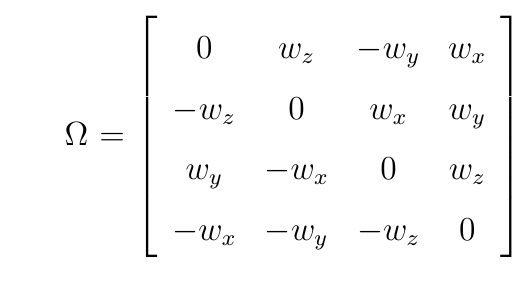 Ω = [ 0 w_z −w_y w_x
−w_z 0 w_x w_y
w_y −w_x 0 w_z
−w_x −w_y −w_z 0 ]